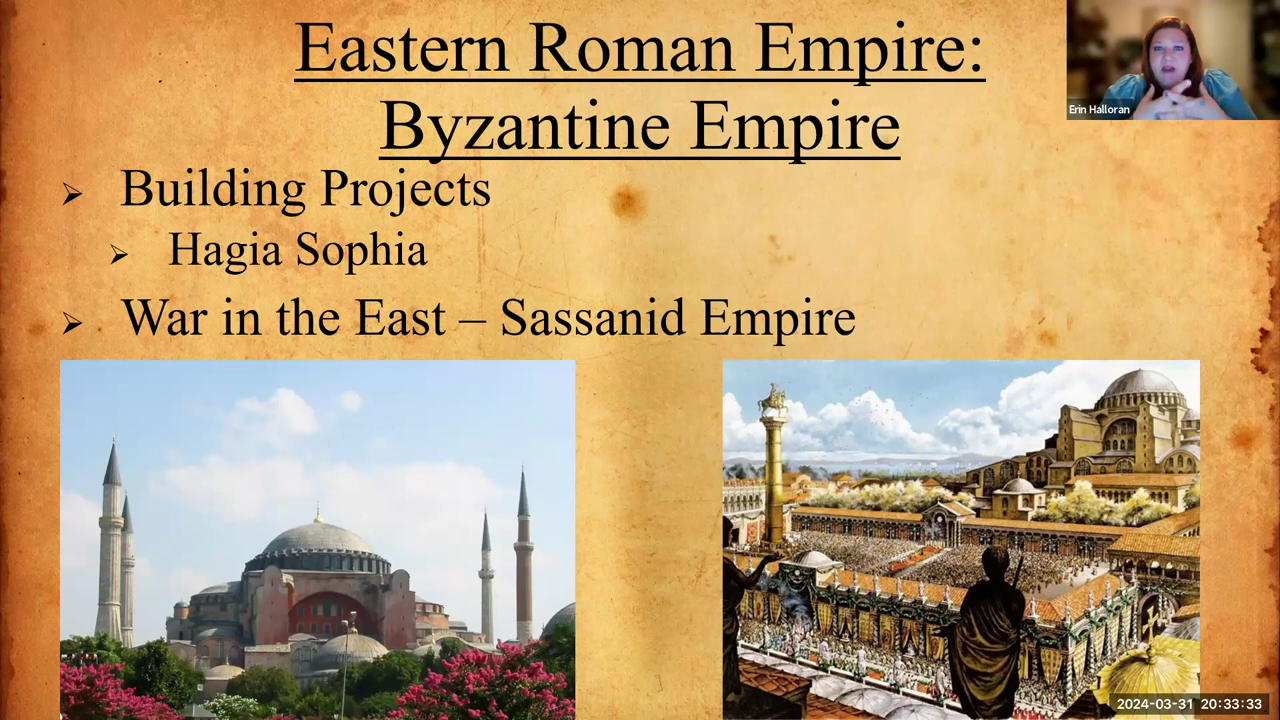 Eastern Roman Empire:
Byzantine Empire
Erin Halloran
➢ Building Projects
➢ Hagia Sophia
➢ War in the East – Sassanid Empire
2024-03-31 20:33:33